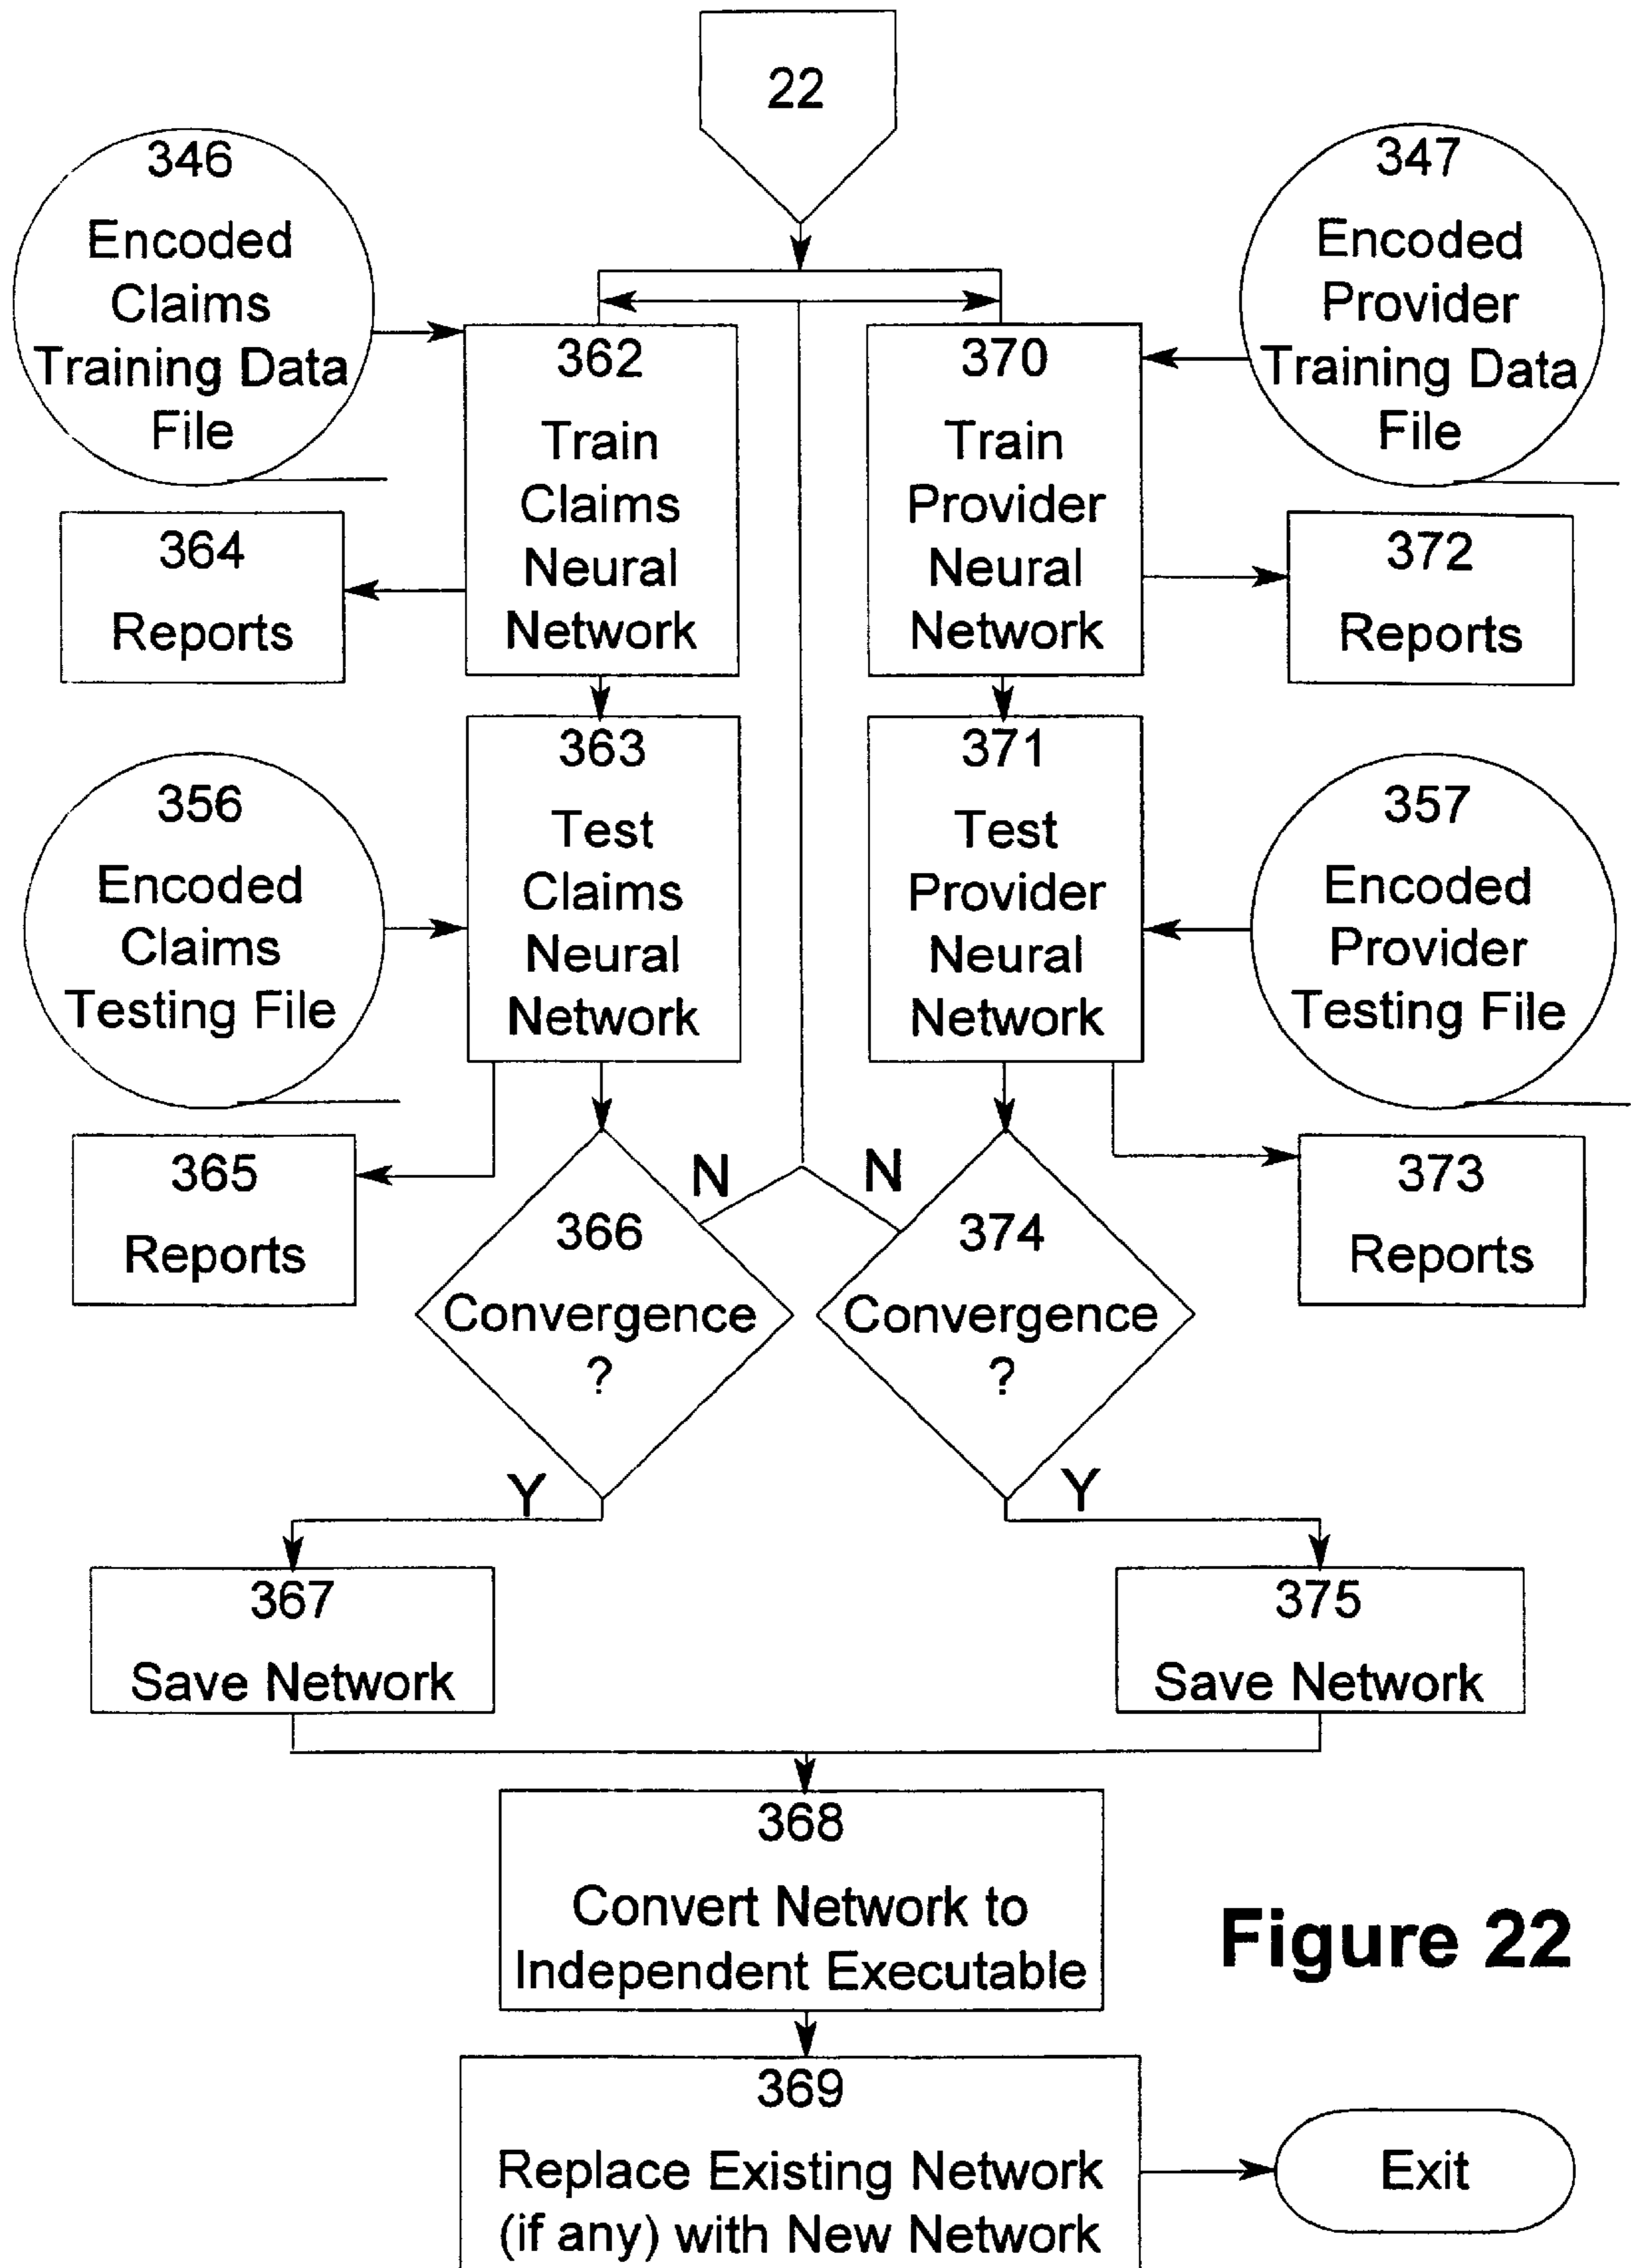 22
346
Encoded
Claims
Training Data
File
347
Encoded
Provider
Training Data
File
362
Train
Claims
Neural
Network
370
Train
Provider
Neural
Network
364
Reports
372
Reports
363
Test
Claims
Neural
Network
371
Test
Provider
Neural
Network
356
Encoded
Claims
Testing File
357
Encoded
Provider
Testing File
365
Reports
373
Reports
N
N
366
Convergence
?
374
Convergence
?
Y
Y
367
Save Network
375
Save Network
368
Convert Network to
Independent Executable
Figure 22
369
Replace Existing Network
(if any) with New Network
Exit